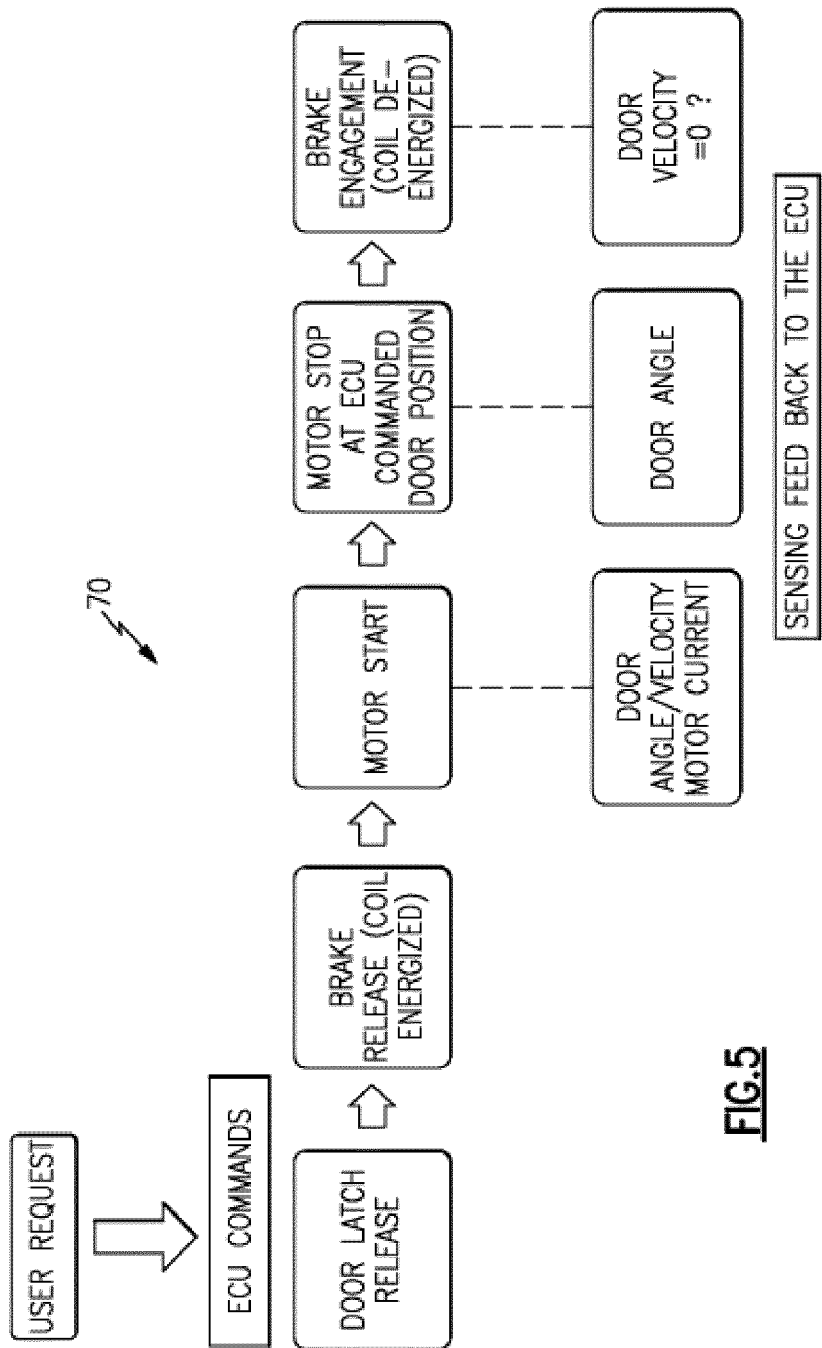 USER REQUEST
ECU COMMANDS
70
DOOR LATCH
RELEASE
BRAKE
RELEASE (COIL
ENERGIZED)
MOTOR START
MOTOR STOP
AT ECU
COMMANDED
DOOR POSITION
BRAKE
ENGAGEMENT
(COIL DE-
ENERGIZED)
DOOR
ANGLE/VELOCITY
MOTOR CURRENT
DOOR ANGLE
DOOR
VELOCITY
=0 ?
SENSING FEED BACK TO THE ECU
FIG.5